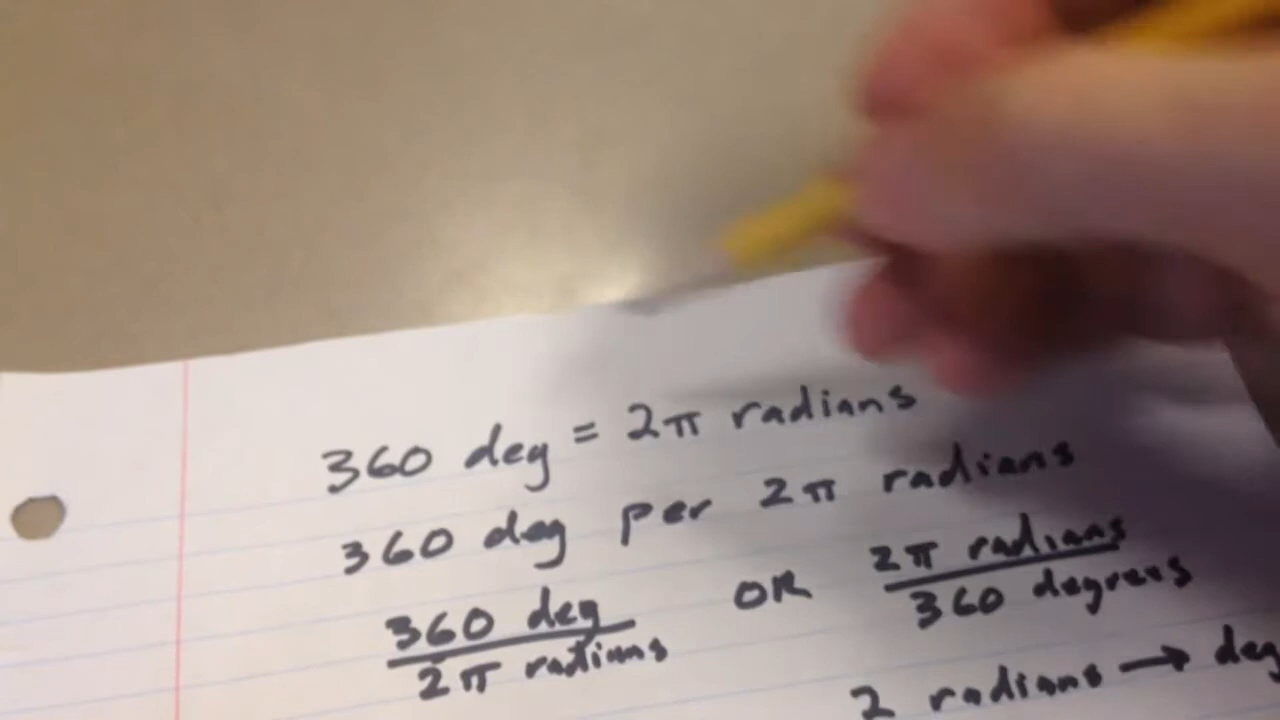 360 deg = 2π radians
360 deg per 2π radians
360 deg / 2π radians OR 2π radians / 360 degrees
2 radians → deg